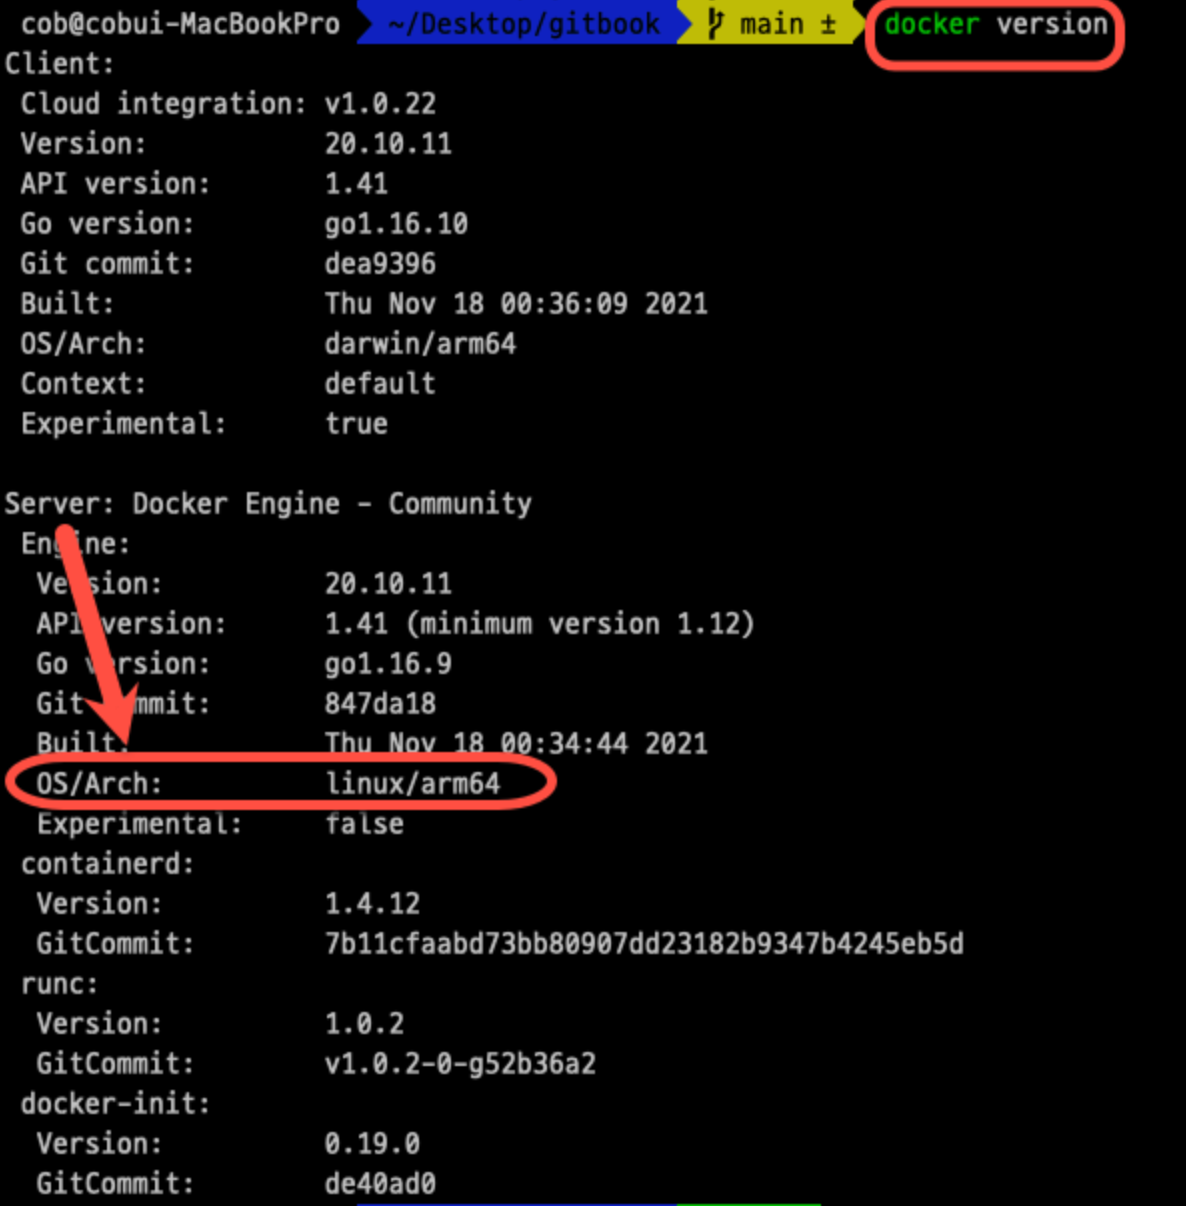 cob@cobui-MacBookPro ~/Desktop/gitbook main ± docker version
Client:
Cloud integration: v1.0.22
Version: 20.10.11
API version: 1.41
Go version: go1.16.10
Git commit: dea9396
Built: Thu Nov 18 00:36:09 2021
OS/Arch: darwin/arm64
Context: default
Experimental: true
Server: Docker Engine - Community
Engine:
Version: 20.10.11
API version: 1.41 (minimum version 1.12)
Go version: go1.16.9
Git commit: 847da18
Built: Thu Nov 18 00:34:44 2021
OS/Arch: linux/arm64
Experimental: false
containerd:
Version: 1.4.12
GitCommit: 7b11cfaabd73bb80907dd23182b9347b4245eb5d
runc:
Version: 1.0.2
GitCommit: v1.0.2-0-g52b36a2
docker-init:
Version: 0.19.0
GitCommit: de40ad0